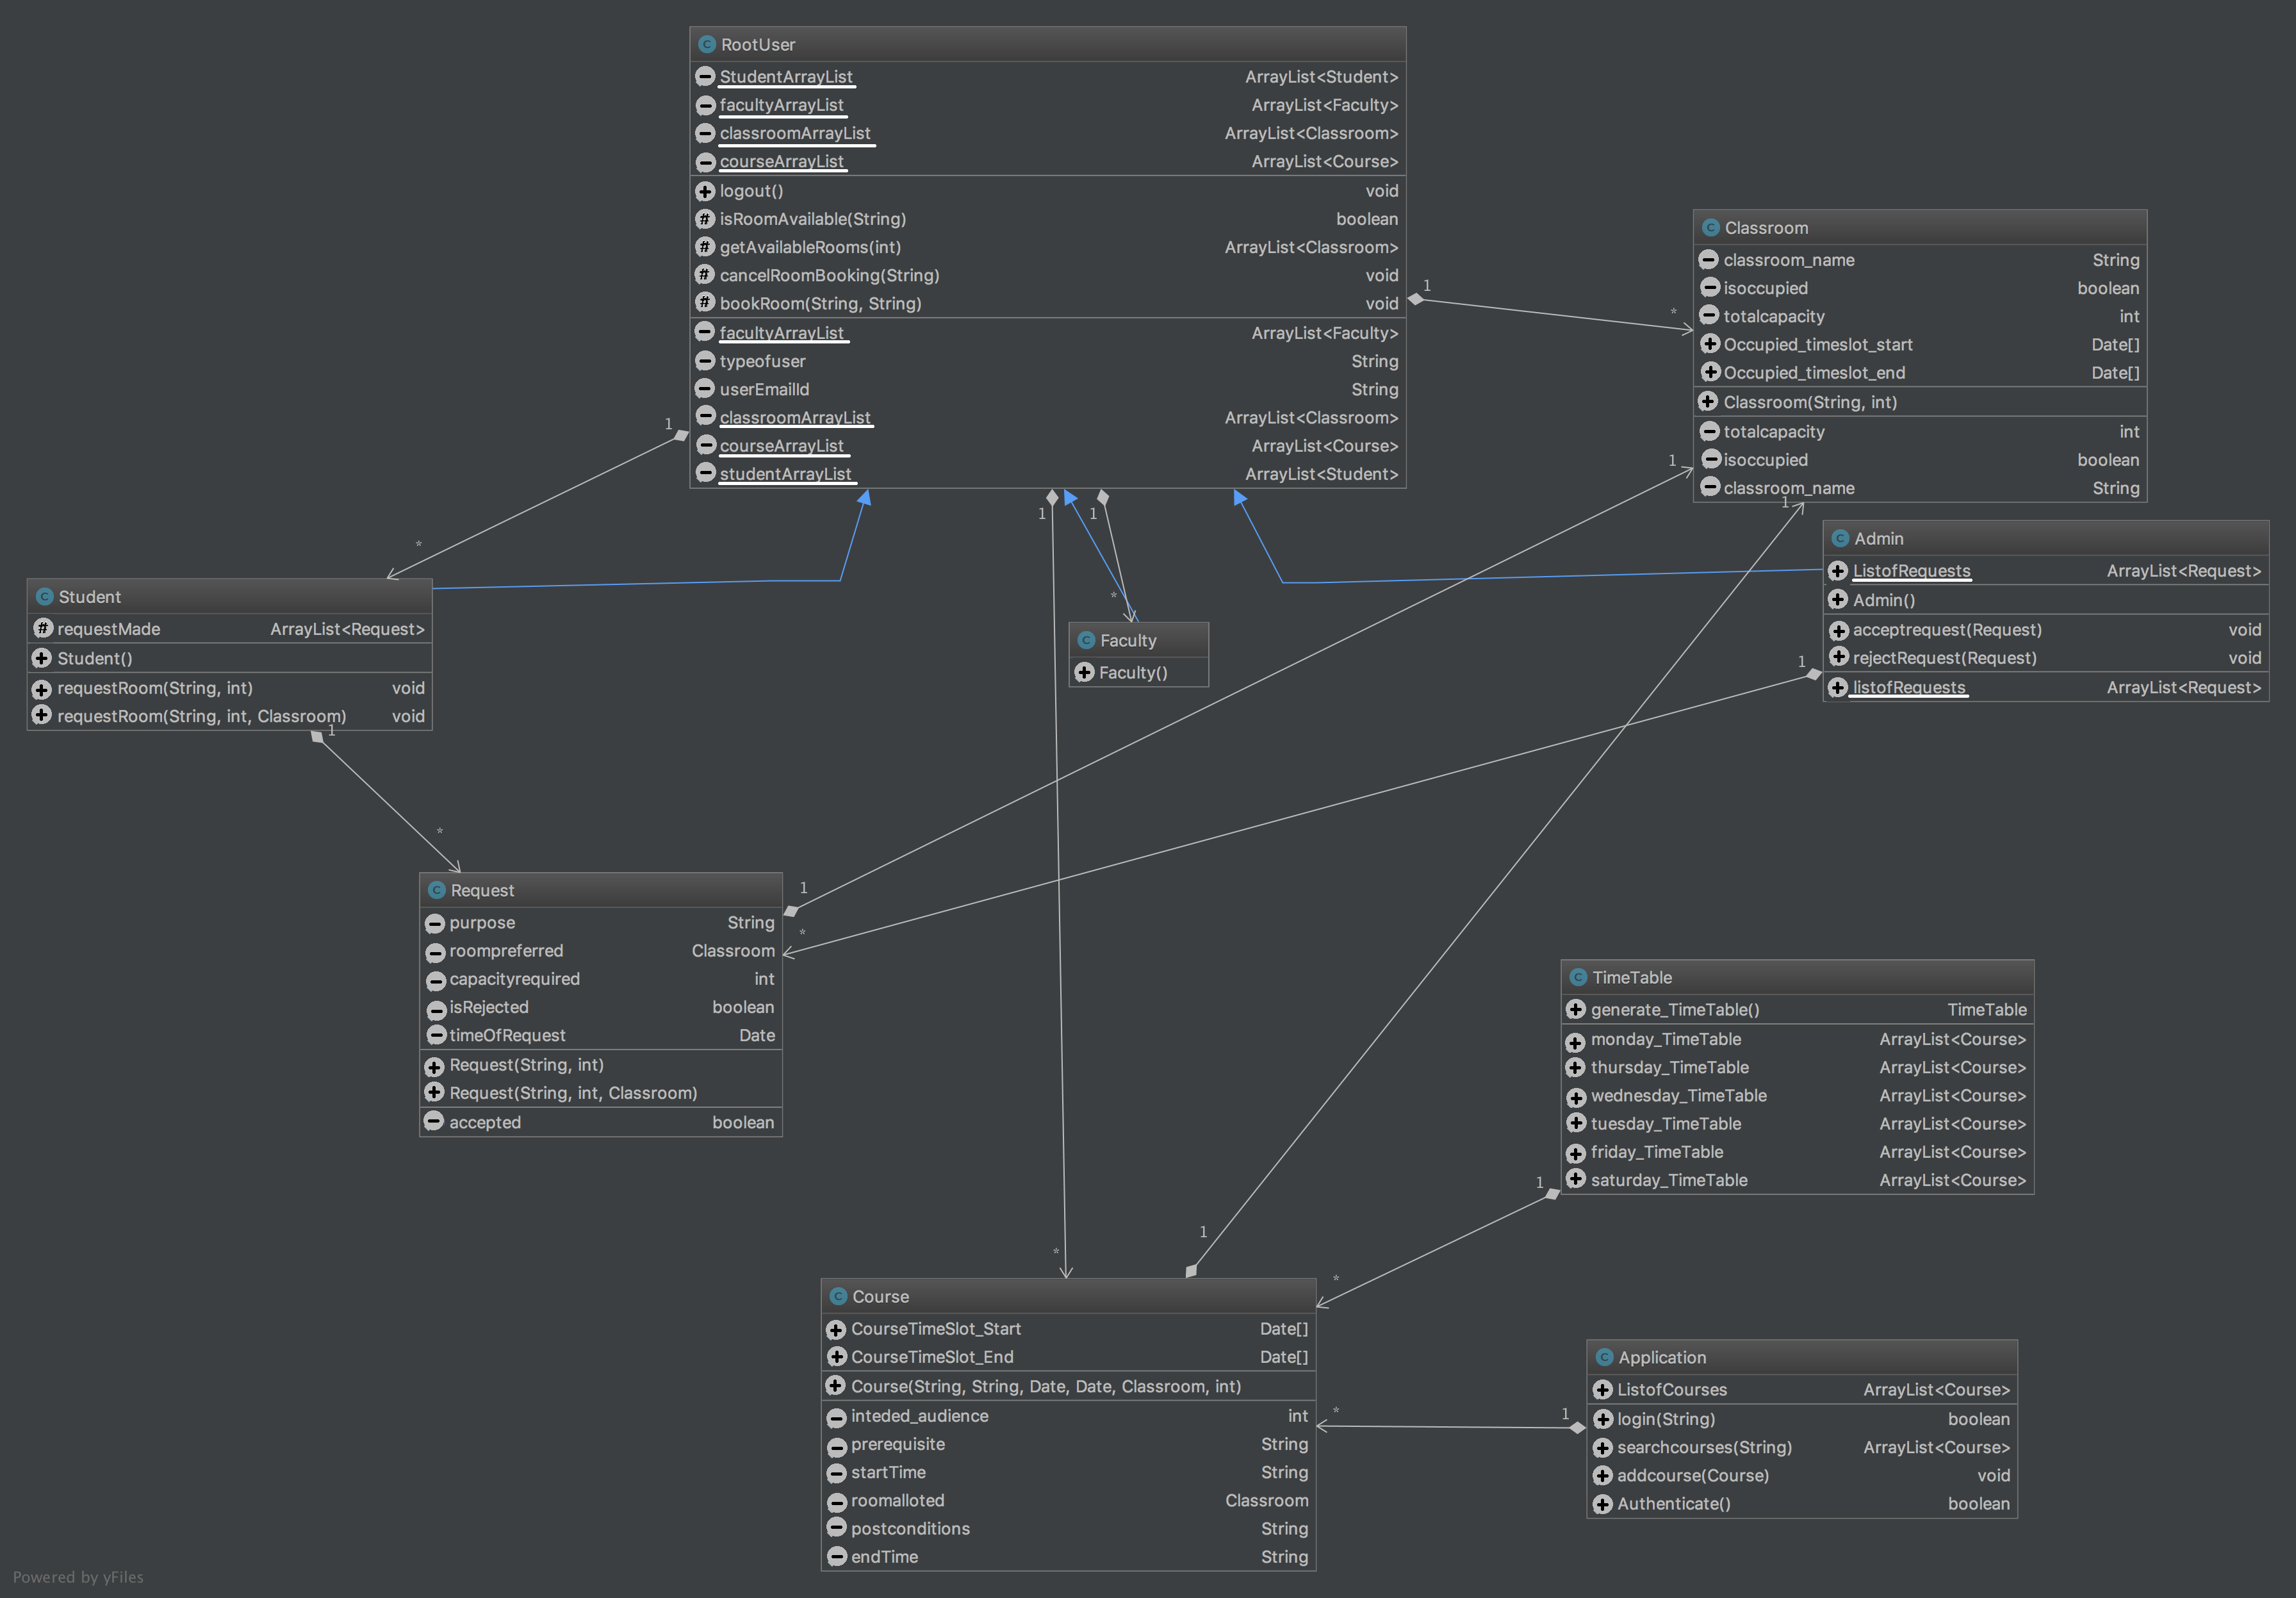 RootUser
StudentArrayList ArrayList<Student>
facultyArrayList ArrayList<Faculty>
classroomArrayList ArrayList<Classroom>
courseArrayList ArrayList<Course>
logout() void
isRoomAvailable(String) boolean
getAvailableRooms(int) ArrayList<Classroom>
cancelRoomBooking(String) void
bookRoom(String, String) void
facultyArrayList ArrayList<Faculty>
typeofuser String
userEmailId String
classroomArrayList ArrayList<Classroom>
courseArrayList ArrayList<Course>
studentArrayList ArrayList<Student>
1
*
1
*
1
1
*
1
1
Classroom
classroom_name String
isoccupied boolean
totalcapacity int
Occupied_timeslot_start Date[]
Occupied_timeslot_end Date[]
Classroom(String, int)
totalcapacity int
isoccupied boolean
classroom_name String
Admin
ListofRequests ArrayList<Request>
Admin()
acceptrequest(Request) void
rejectRequest(Request) void
listofRequests ArrayList<Request>
1
Student
requestMade ArrayList<Request>
Student()
requestRoom(String, int) void
requestRoom(String, int, Classroom) void
1
*
Faculty
Faculty()
Request
purpose String
roompreferred Classroom
capacityrequired int
isRejected boolean
timeOfRequest Date
Request(String, int)
Request(String, int, Classroom)
accepted boolean
1
*
TimeTable
generate_TimeTable() TimeTable
monday_TimeTable ArrayList<Course>
thursday_TimeTable ArrayList<Course>
wednesday_TimeTable ArrayList<Course>
tuesday_TimeTable ArrayList<Course>
friday_TimeTable ArrayList<Course>
saturday_TimeTable ArrayList<Course>
1
*
1
*
Course
CourseTimeSlot_Start Date[]
CourseTimeSlot_End Date[]
Course(String, String, Date, Date, Classroom, int)
inteded_audience int
prerequisite String
startTime String
roomalloted Classroom
postconditions String
endTime String
*
1
Application
ListofCourses ArrayList<Course>
login(String) boolean
searchcourses(String) ArrayList<Course>
addcourse(Course) void
Authenticate() boolean
Powered by yFiles